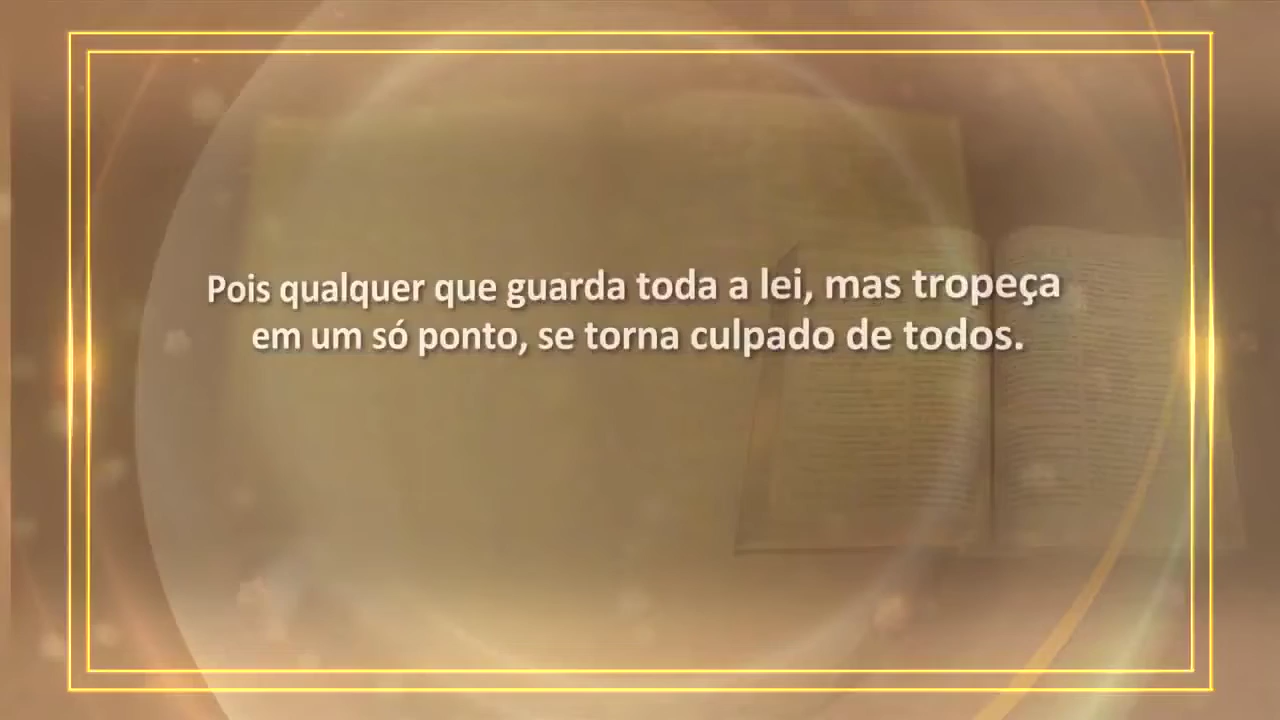 Pois qualquer que guarda toda a lei, mas tropeça
em um só ponto, se torna culpado de todos.